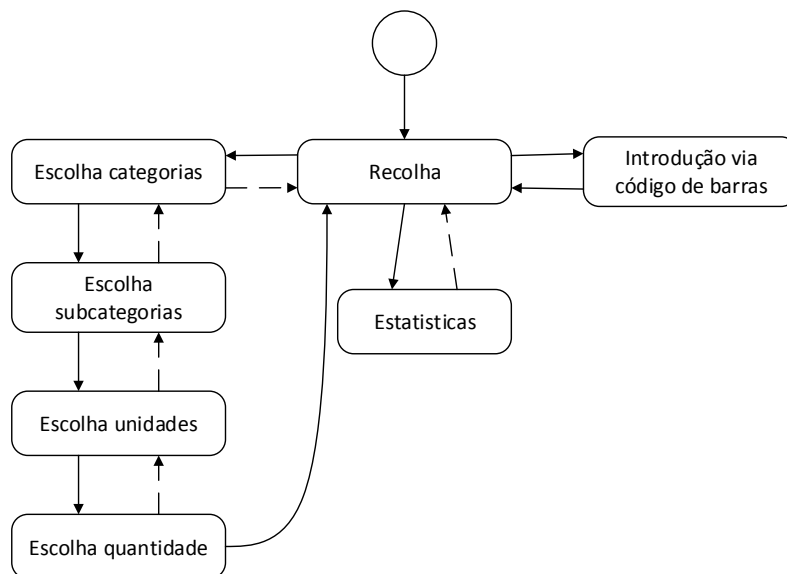 Escolha categorias
Recolha
Introdução via
código de barras
Escolha
subcategorias
Estatisticas
Escolha unidades
Escolha quantidade